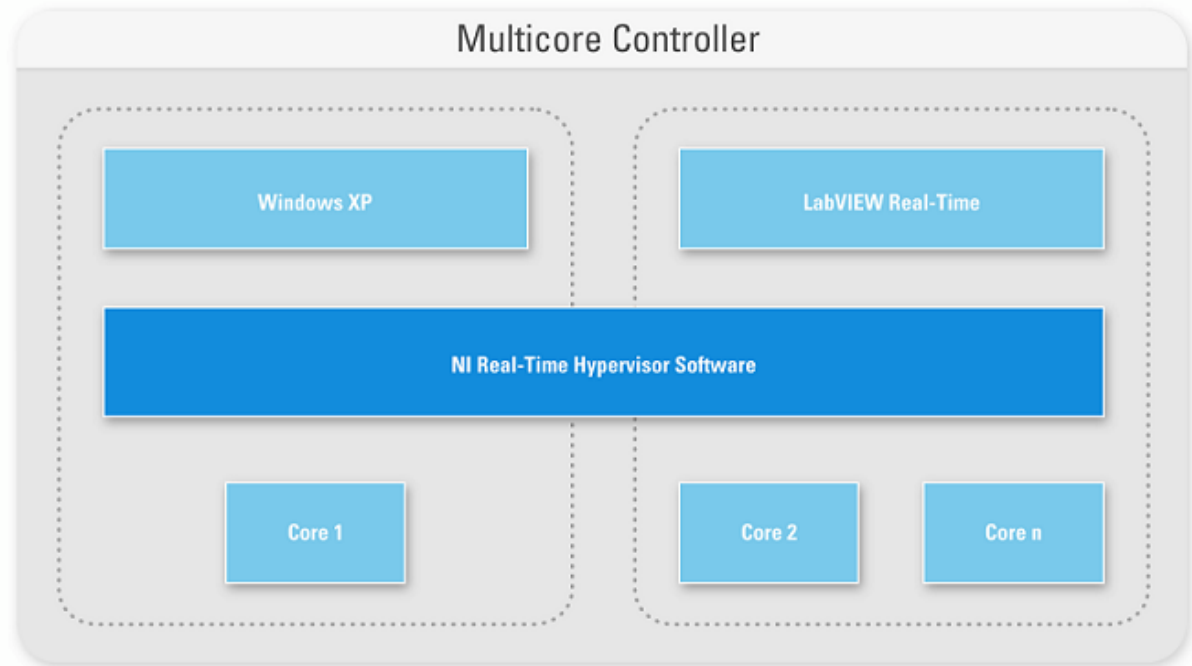 Multicore Controller
Windows XP
LabVIEW Real-Time
NI Real-Time Hypervisor Software
Core 1
Core 2
Core n